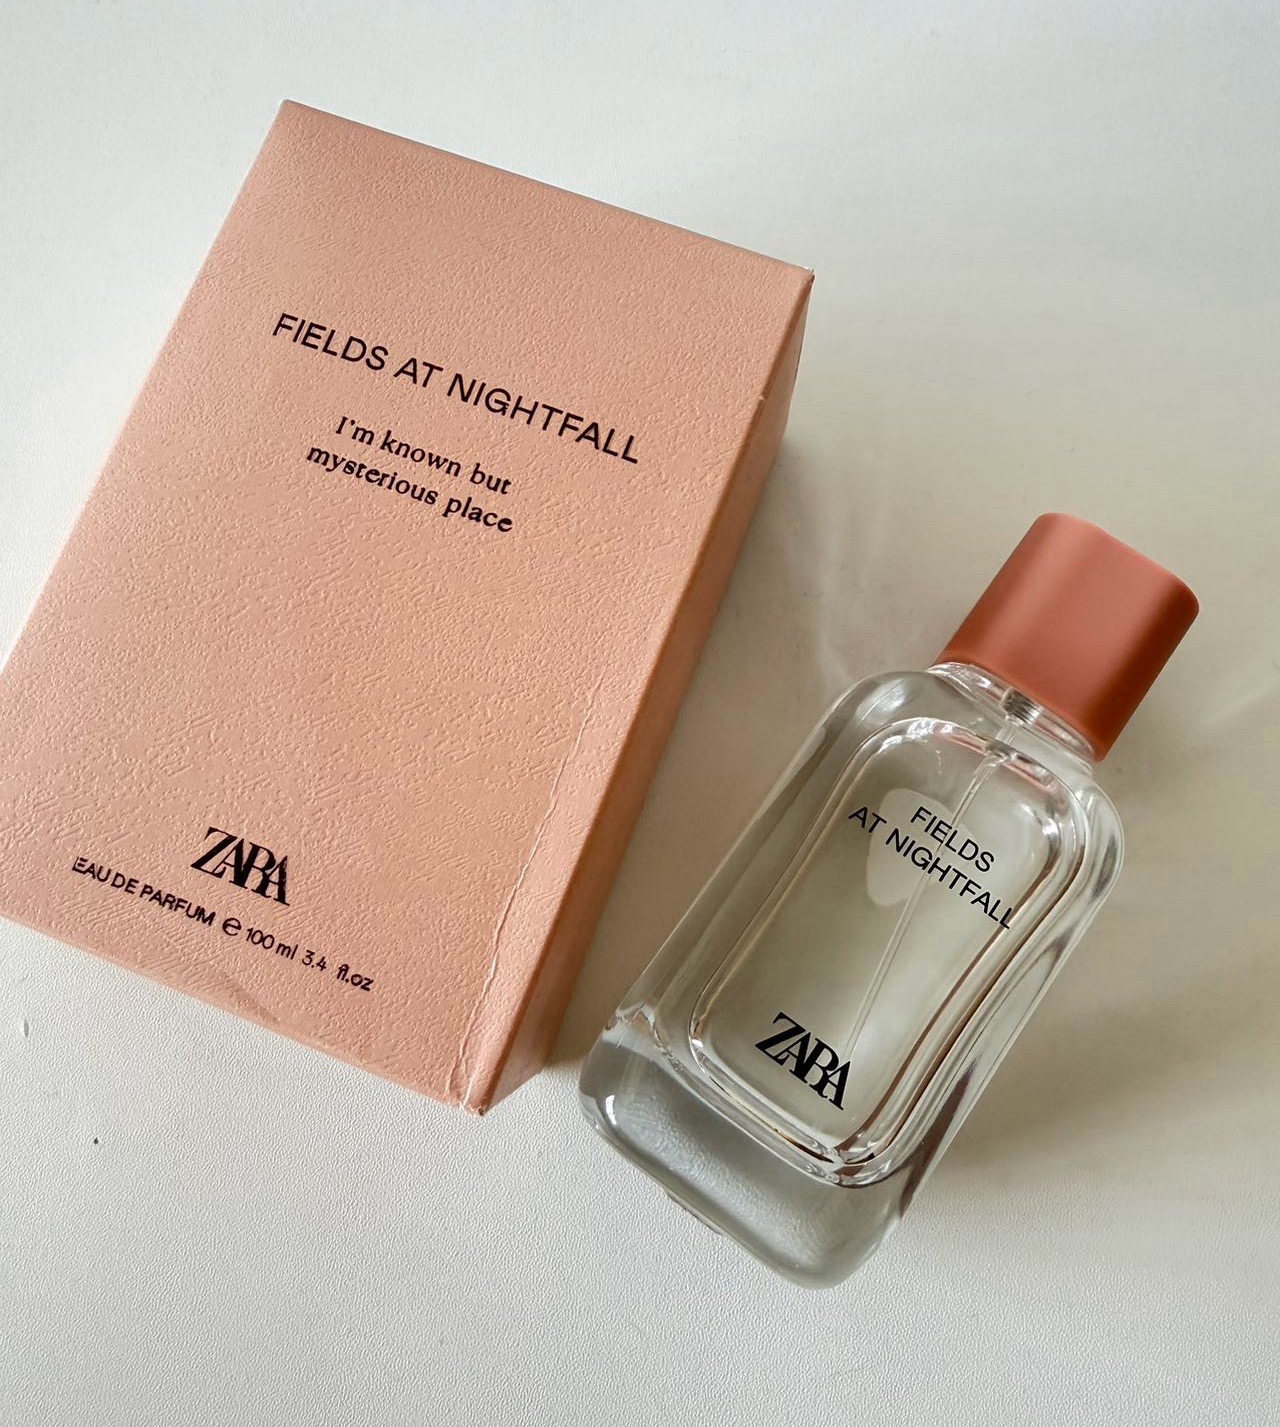 FIELDS AT NIGHTFALL
I'm known but
mysterious place
ZARA
EAU DE PARFUM ℮ 100 ml 3.4 fl.oz
FIELDS
AT NIGHTFALL
ZARA